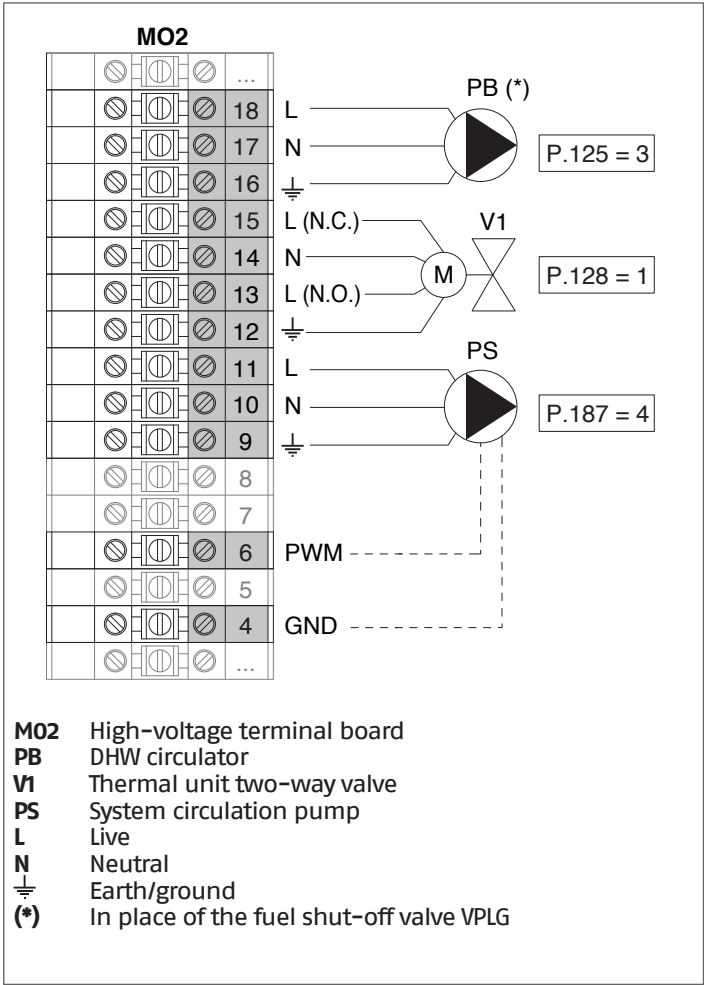 MO2
...
PB (*)
18 L
17 N
P.125 = 3
16
15 L (N.C.)
V1
14 N
M
P.128 = 1
13 L (N.O.)
12
PS
11 L
10 N
P.187 = 4
9
8
7
6 PWM
5
4 GND
...
MO2 High-voltage terminal board
PB DHW circulator
V1 Thermal unit two-way valve
PS System circulation pump
L Live
N Neutral
Earth/ground
(*) In place of the fuel shut-off valve VPLG